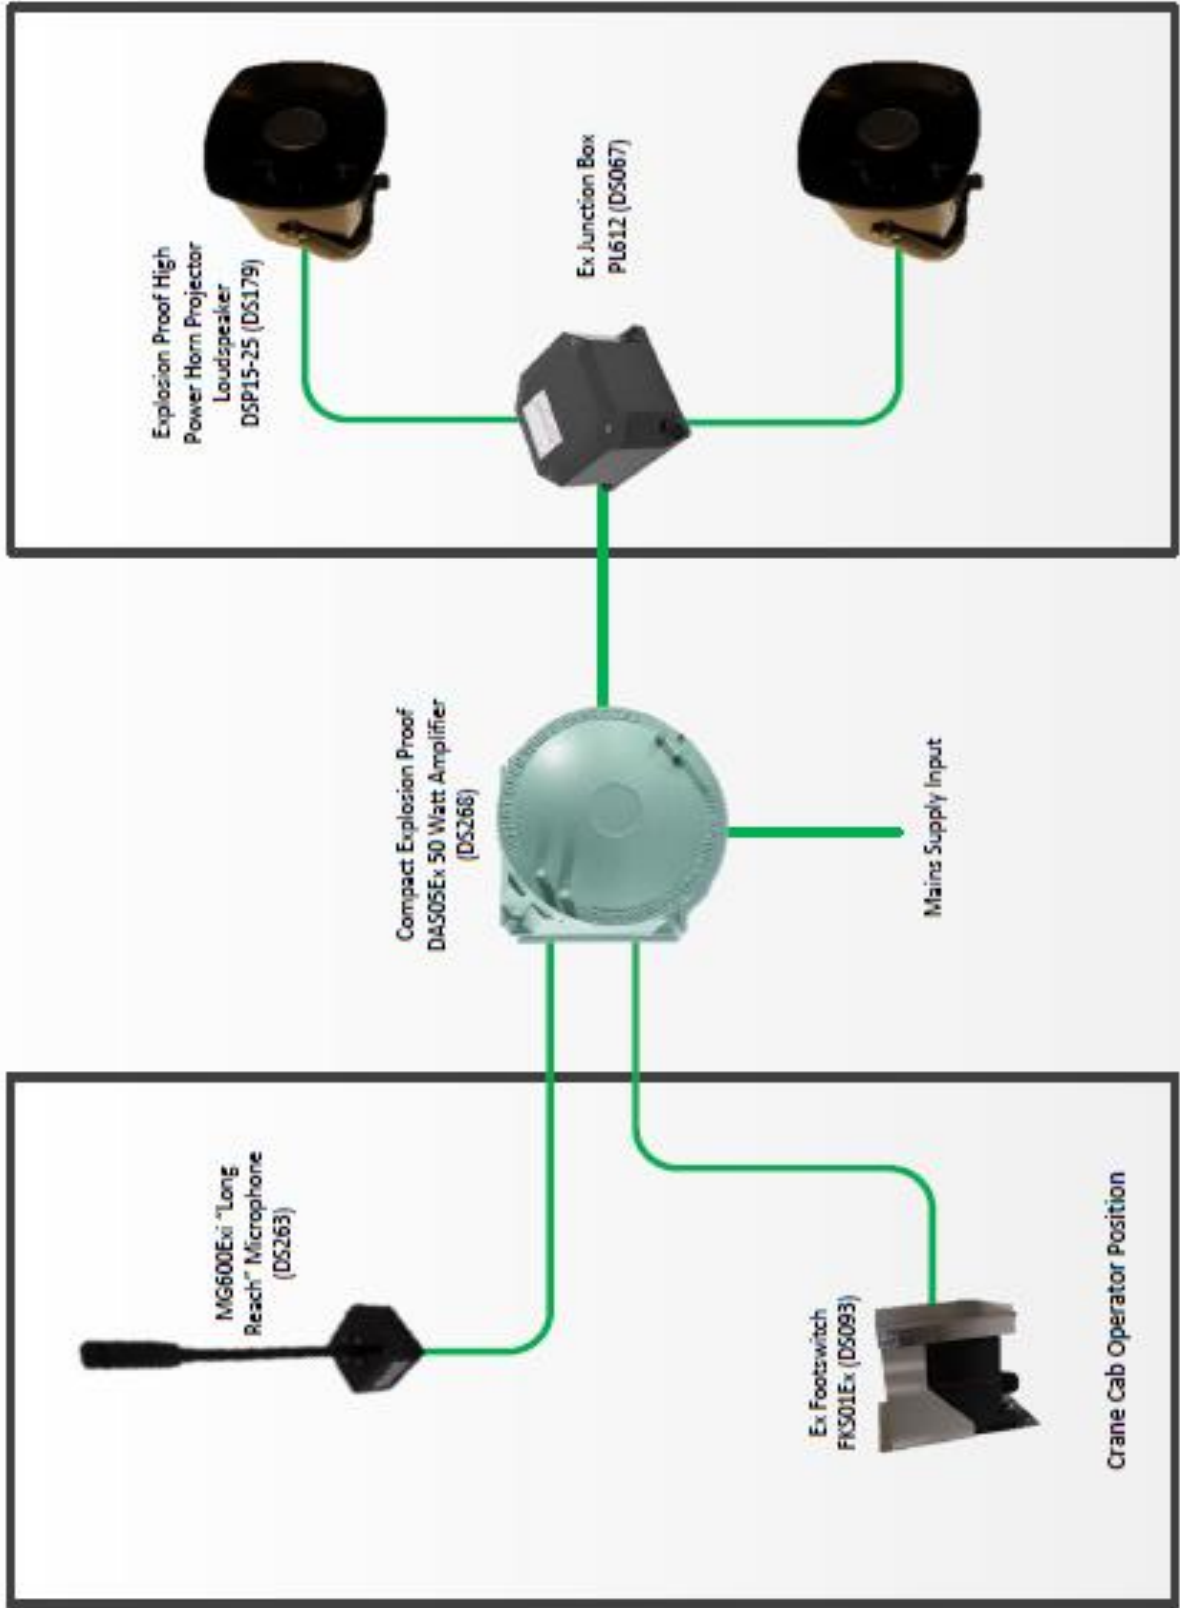 MG600Exi "Long
Reach" Microphone
(DS263)
Ex Footswitch
FKS01Ex (DS093)
Crane Cab Operator Position
Compact Explosion Proof
DAS05Ex 50 Watt Amplifier
(DS268)
Mains Supply Input
Explosion Proof High
Power Horn Projector
Loudspeaker
DSP15-25 (DS179)
Ex Junction Box
PL612 (DS067)